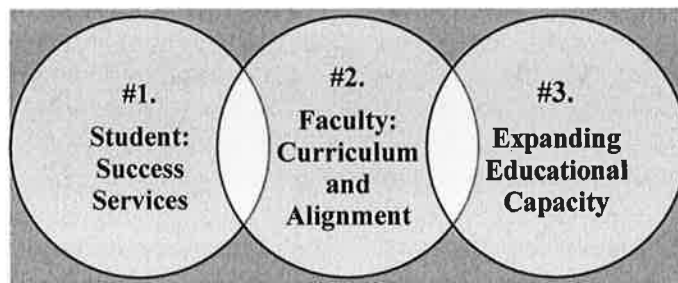 #1.
Student:
Success
Services
#2.
Faculty:
Curriculum
and
Alignment
#3.
Expanding
Educational
Capacity